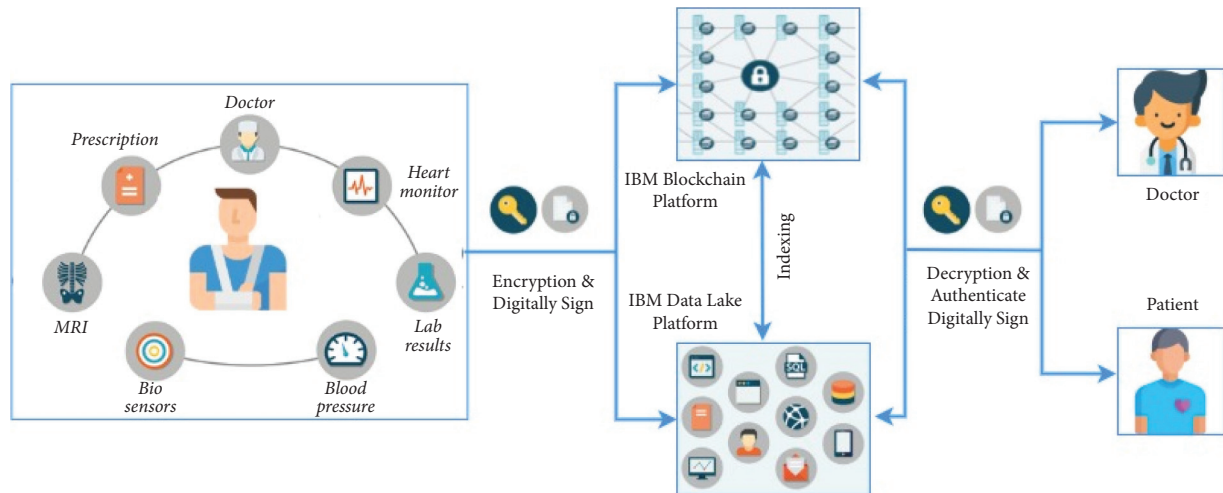 Doctor
Prescription
Heart
monitor
MRI
Lab
results
Bio
sensors
Blood
pressure
Encryption &
Digitally Sign
IBM Blockchain
Platform
Indexing
IBM Data Lake
Platform
SQL
Decryption &
Authenticate
Digitally Sign
Doctor
Patient